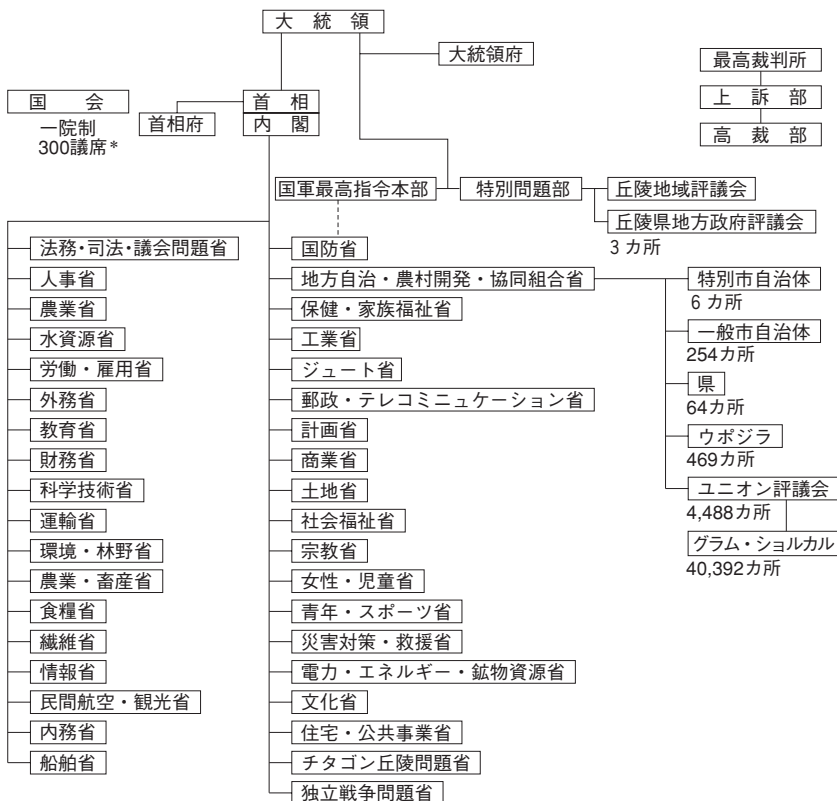 大統領
大統領府
最高裁判所
上訴部
高裁部
国会
一院制
300議席*
首相府
首相
内閣
国軍最高指令本部
特別問題部
丘陵地域評議会
丘陵県地方政府評議会
3カ所
法務・司法・議会問題省
人事省
農業省
水資源省
労働・雇用省
外務省
教育省
財務省
科学技術省
運輸省
環境・林野省
農業・畜産省
食糧省
繊維省
情報省
民間航空・観光省
内務省
船舶省
国防省
地方自治・農村開発・協同組合省
保健・家族福祉省
工業省
ジュート省
郵政・テレコミニュケーション省
計画省
商業省
土地省
社会福祉省
宗教省
女性・児童省
青年・スポーツ省
災害対策・救援省
電力・エネルギー・鉱物資源省
文化省
住宅・公共事業省
チタゴン丘陵問題省
独立戦争問題省
特別市自治体
6カ所
一般市自治体
254カ所
県
64カ所
ウポジラ
469カ所
ユニオン評議会
4,488カ所
グラム・ショルカル
40,392カ所